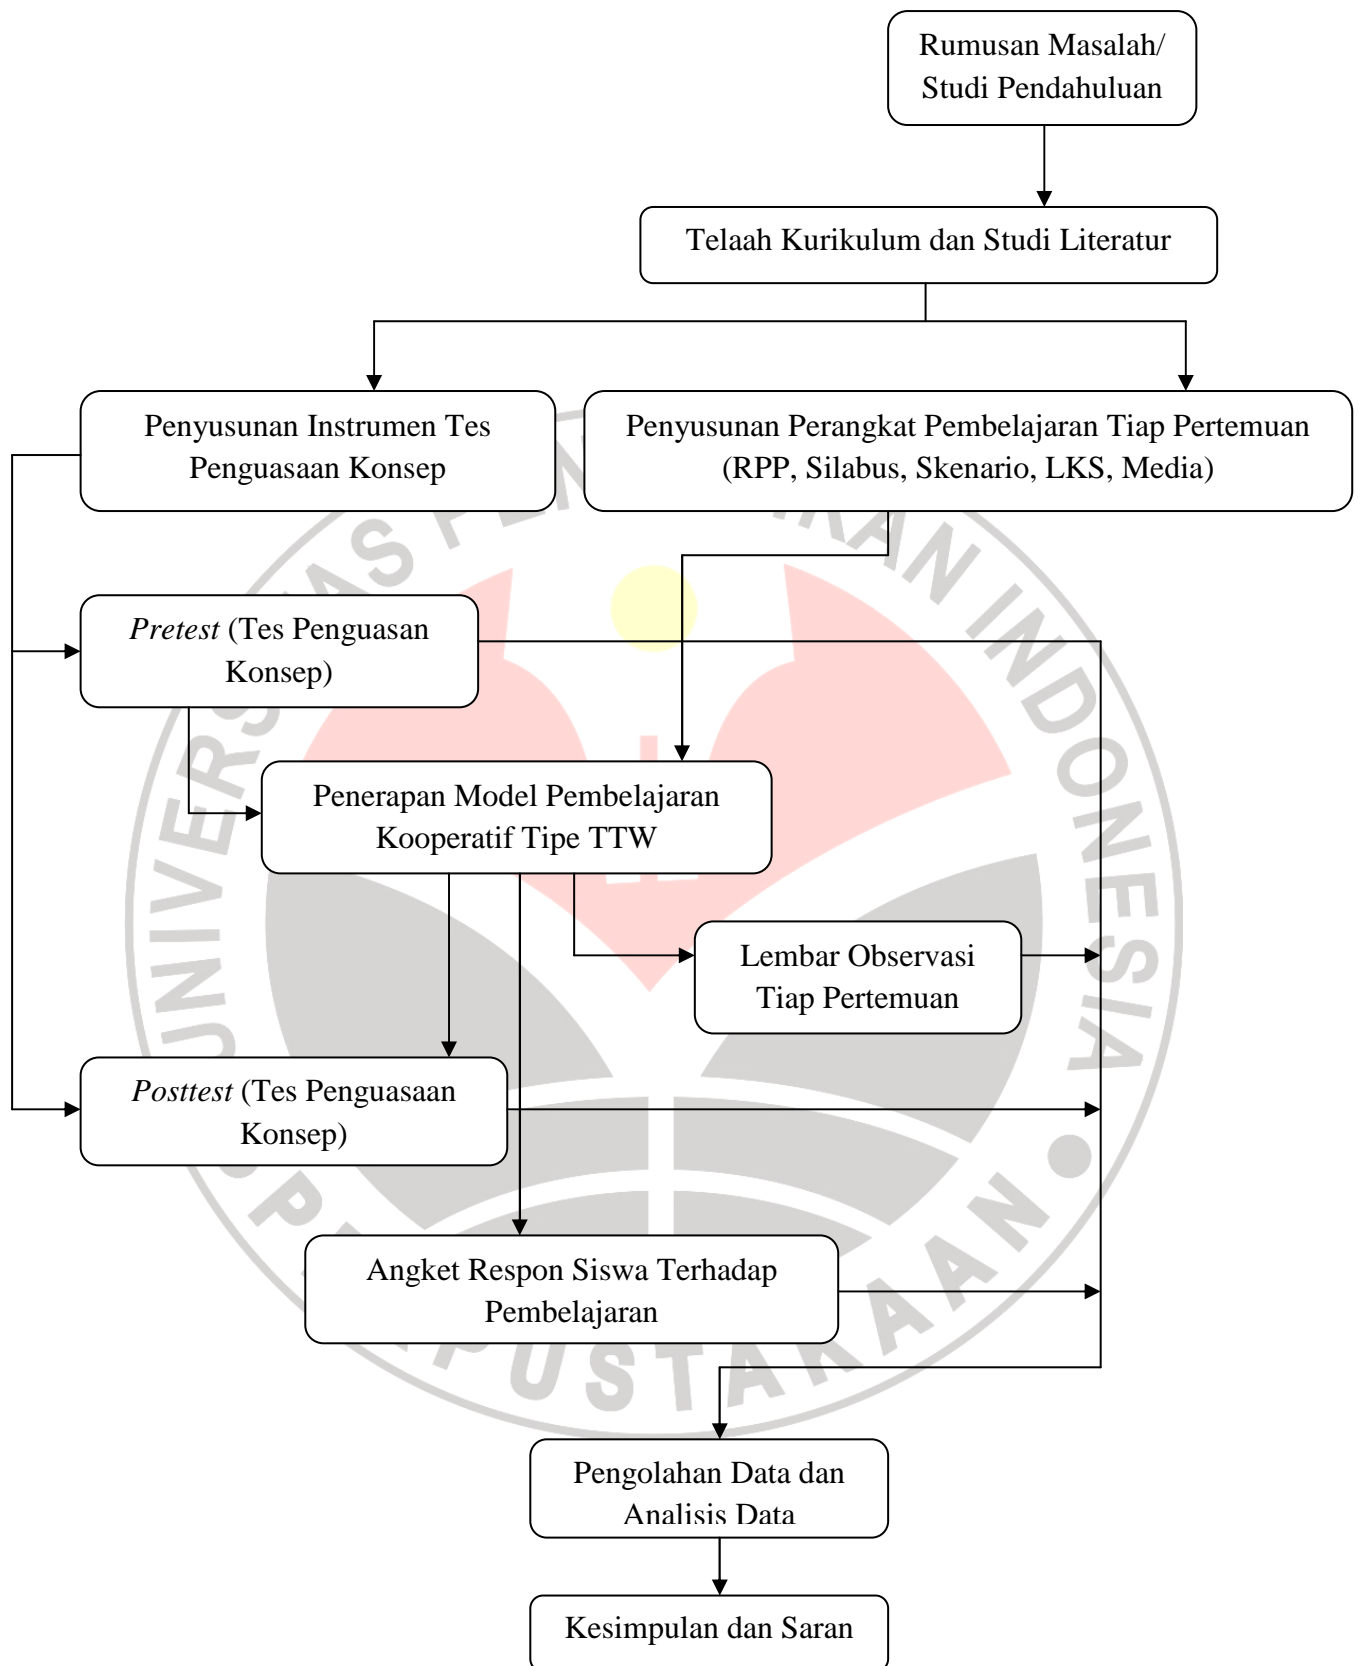 Rumusan Masalah/
Studi Pendahuluan
Telaah Kurikulum dan Studi Literatur
Penyusunan Instrumen Tes
Penguasaan Konsep
Penyusunan Perangkat Pembelajaran Tiap Pertemuan
(RPP, Silabus, Skenario, LKS, Media)
Pretest (Tes Penguasan
Konsep)
Penerapan Model Pembelajaran
Kooperatif Tipe TTW
Lembar Observasi
Tiap Pertemuan
Posttest (Tes Penguasaan
Konsep)
Angket Respon Siswa Terhadap
Pembelajaran
Pengolahan Data dan
Analisis Data
Kesimpulan dan Saran
INDONESIA